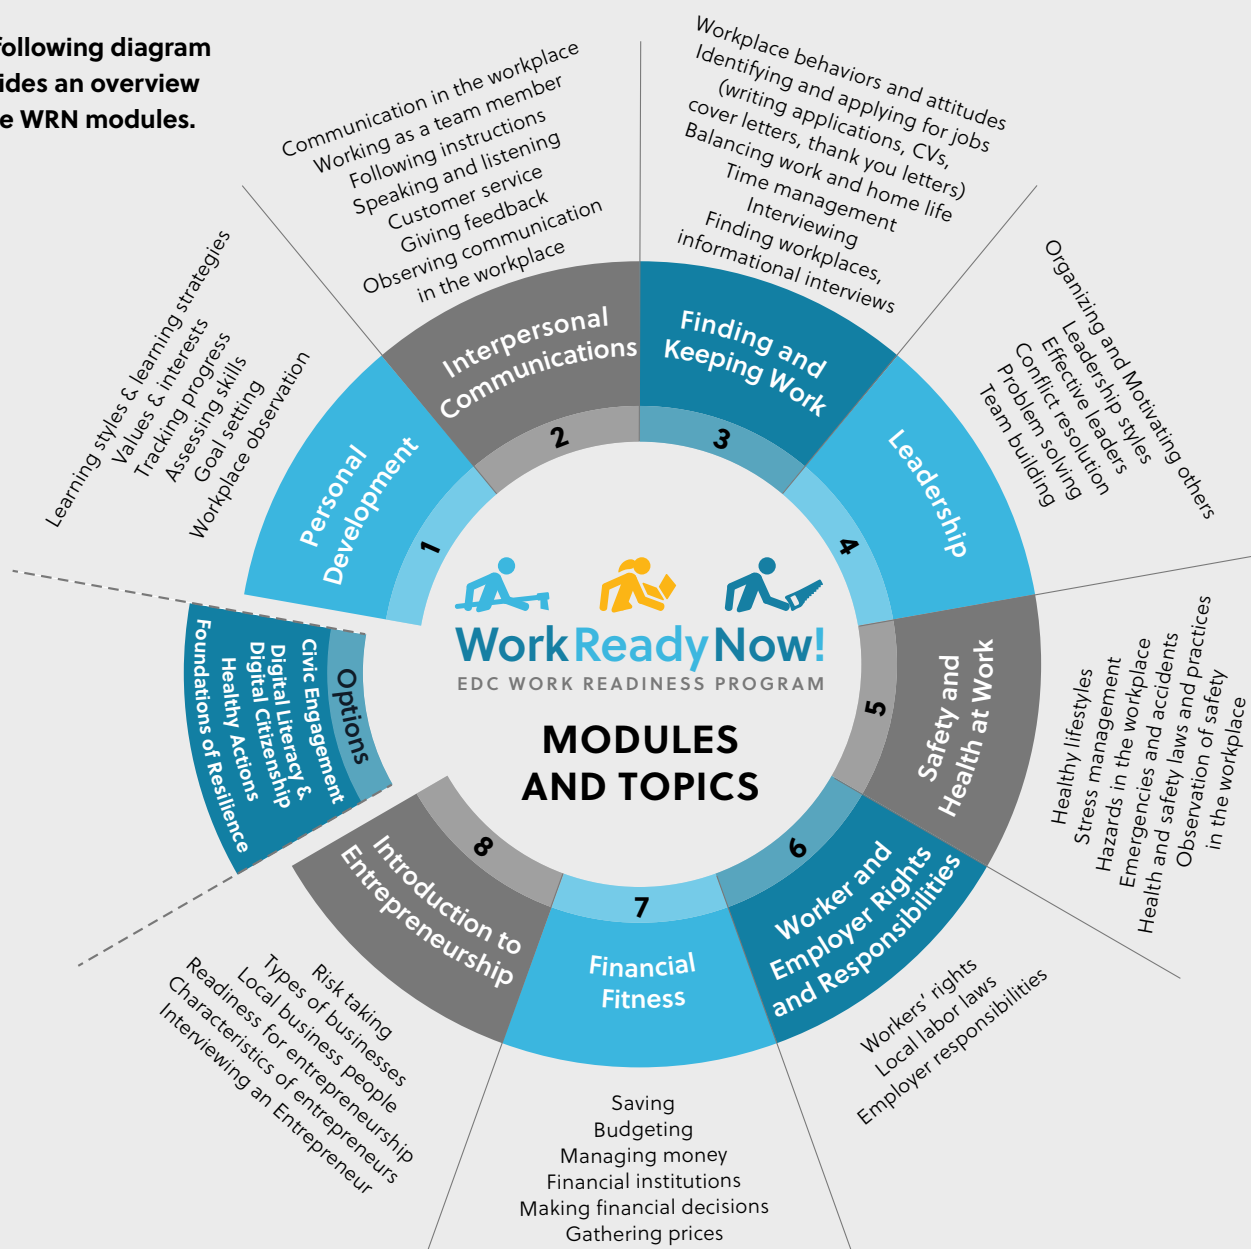 following diagram
ides an overview
e WRN modules.
Learning styles & learning strategies
Values & interests
Tracking progress
Assessing skills
Goal setting
Workplace observation
Personal
Development
1
Communication in the workplace
Working as a team member
Following instructions
Speaking and listening
Customer service
Giving feedback
Observing communication
in the workplace
Interpersonal
Communications
2
Workplace behaviors and attitudes
Identifying and applying for jobs
(writing applications, CVs,
cover letters, thank you letters)
Balancing work and home life
Time management
Interviewing
Finding workplaces,
informational interviews
Finding and
Keeping Work
3
Organizing and Motivating others
Leadership styles
Effective leaders
Conflict resolution
Problem solving
Team building
Leadership
4
Healthy lifestyles
Stress management
Hazards in the workplace
Emergencies and accidents
Health and safety laws and practices
Observation of safety
in the workplace
Safety and
Health at Work
5
Worker and
Employer Rights
and Responsibilities
6
Workers' rights
Local labor laws
Employer responsibilities
7
Financial
Fitness
Saving
Budgeting
Managing money
Financial institutions
Making financial decisions
Gathering prices
8
Introduction to
Entrepreneurship
Risk taking
Types of businesses
Local business people
Readiness for entrepreneurship
Characteristics of entrepreneurs
Interviewing an Entrepreneur
Options
Civic Engagement
Digital Literacy &
Digital Citizenship
Healthy Actions
Foundations of Resilience
WorkReadyNow!
EDC WORK READINESS PROGRAM
MODULES
AND TOPICS